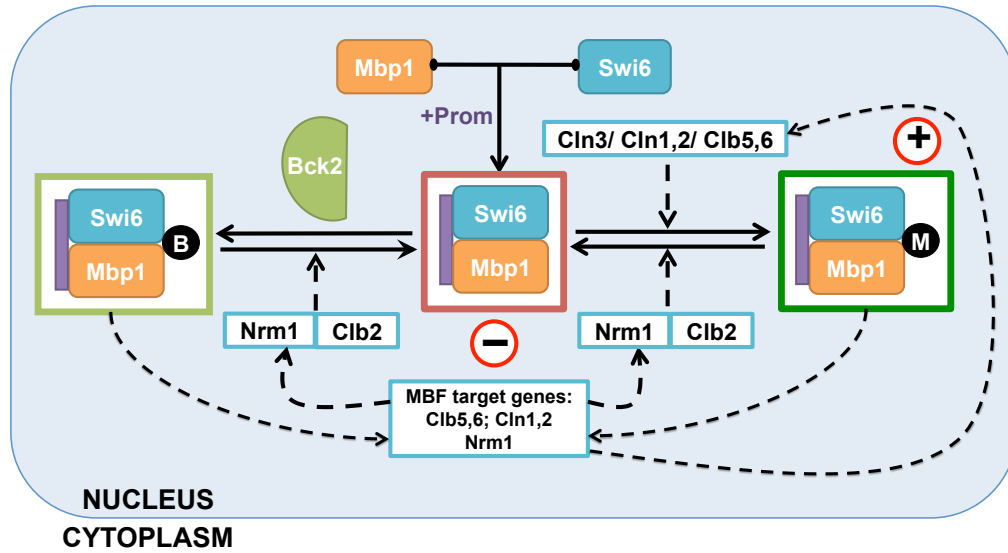 Mbp1
Swi6
+Prom
Cln3/ Cln1,2/ Clb5,6
+
Bck2
Swi6
B
Mbp1
Swi6
Mbp1
Swi6
M
Mbp1
Nrm1 Clb2
−
Nrm1 Clb2
MBF target genes:
Clb5,6; Cln1,2
Nrm1
NUCLEUS
CYTOPLASM